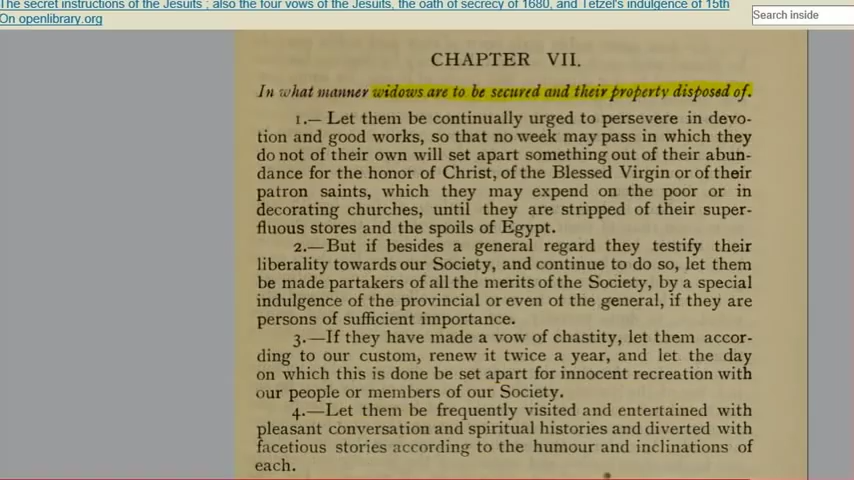 The secret instructions of the Jesuits ; also the four vows of the Jesuits, the oath of secrecy of 1680, and Tetzel's indulgence of 15th
On openlibrary.org
Search inside
CHAPTER VII.
In what manner widows are to be secured and their property disposed of.
1.— Let them be continually urged to persevere in devo-
tion and good works, so that no week may pass in which they
do not of their own will set apart something out of their abun-
dance for the honor of Christ, of the Blessed Virgin or of their
patron saints, which they may expend on the poor or in
decorating churches, until they are stripped of their super-
fluous stores and the spoils of Egypt.
2.—But if besides a general regard they testify their
liberality towards our Society, and continue to do so, let them
be made partakers of all the merits of the Society, by a special
indulgence of the provincial or even of the general, if they are
persons of sufficient importance.
3.—If they have made a vow of chastity, let them accor-
ding to our custom, renew it twice a year, and let the day
on which this is done be set apart for innocent recreation with
our people or members of our Society.
4.—Let them be frequently visited and entertained with
pleasant conversation and spiritual histories and diverted with
facetious stories according to the humour and inclinations of
each.